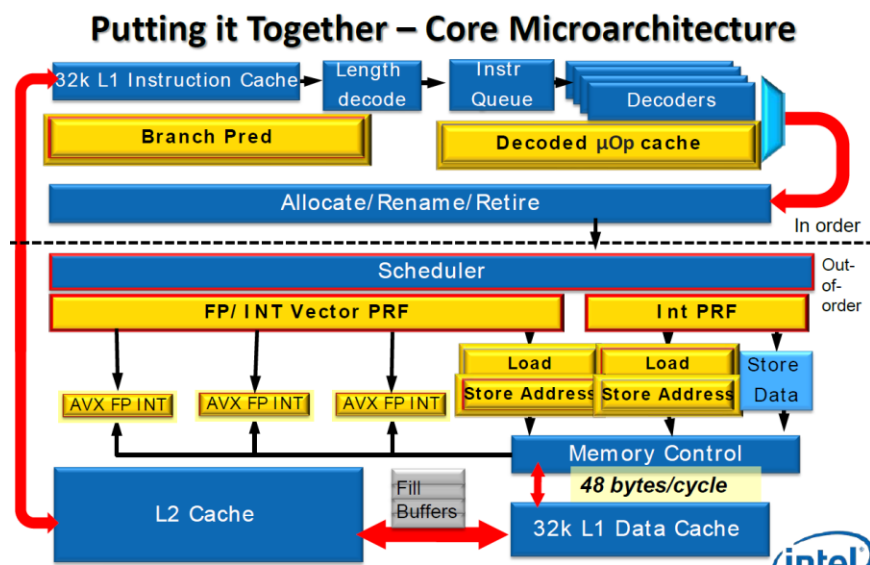 Putting it Together – Core Microarchitecture
32k L1 Instruction Cache
Length
decode
Instr
Queue
Decoders
Branch Pred
Decoded µOp cache
Allocate/Rename/Retire
In order
Scheduler
Out-
of-
order
FP/ INT Vector PRF
Int PRF
Load
Store Address
Load
Store Address
Store
Data
AVX FP INT
AVX FP INT
AVX FP INT
Memory Control
48 bytes/cycle
L2 Cache
Fill
Buffers
32k L1 Data Cache
intel